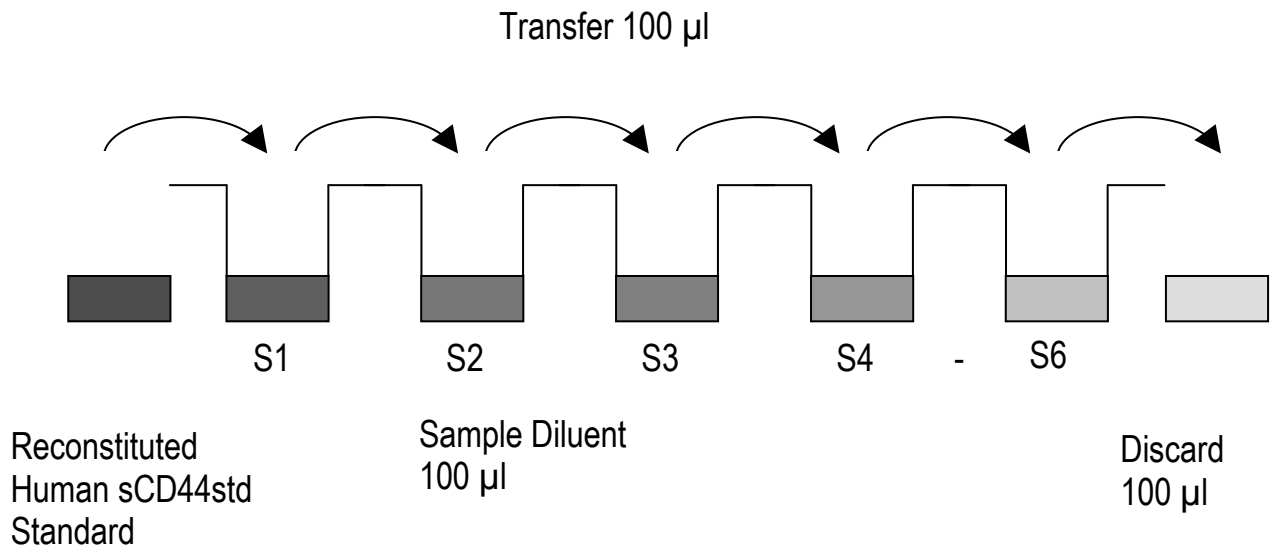 Transfer 100 µl
S1 S2 S3 S4 - S6
Reconstituted
Human sCD44std
Standard
Sample Diluent
100 µl
Discard
100 µl